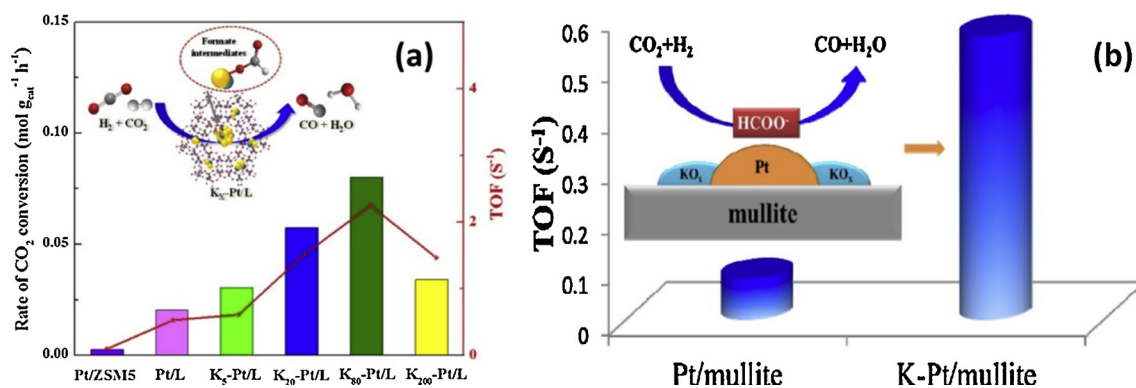 (a)
Rate of CO₂ conversion (mol g_cat⁻¹ h⁻¹)
0.15
0.10
0.05
0.00
Formate
intermediates
H₂ + CO₂
CO + H₂O
Kₓ-Pt/L
TOF (S⁻¹)
4
2
0
Pt/ZSM5 Pt/L K₅-Pt/L K₂₀-Pt/L K₈₀-Pt/L K₂₀₀-Pt/L
(b)
TOF (S⁻¹)
0.6
0.5
0.4
0.3
0.2
0.1
0
CO₂+H₂ CO+H₂O
HCOO⁻
KOₓ Pt KOₓ
mullite
Pt/mullite K-Pt/mullite